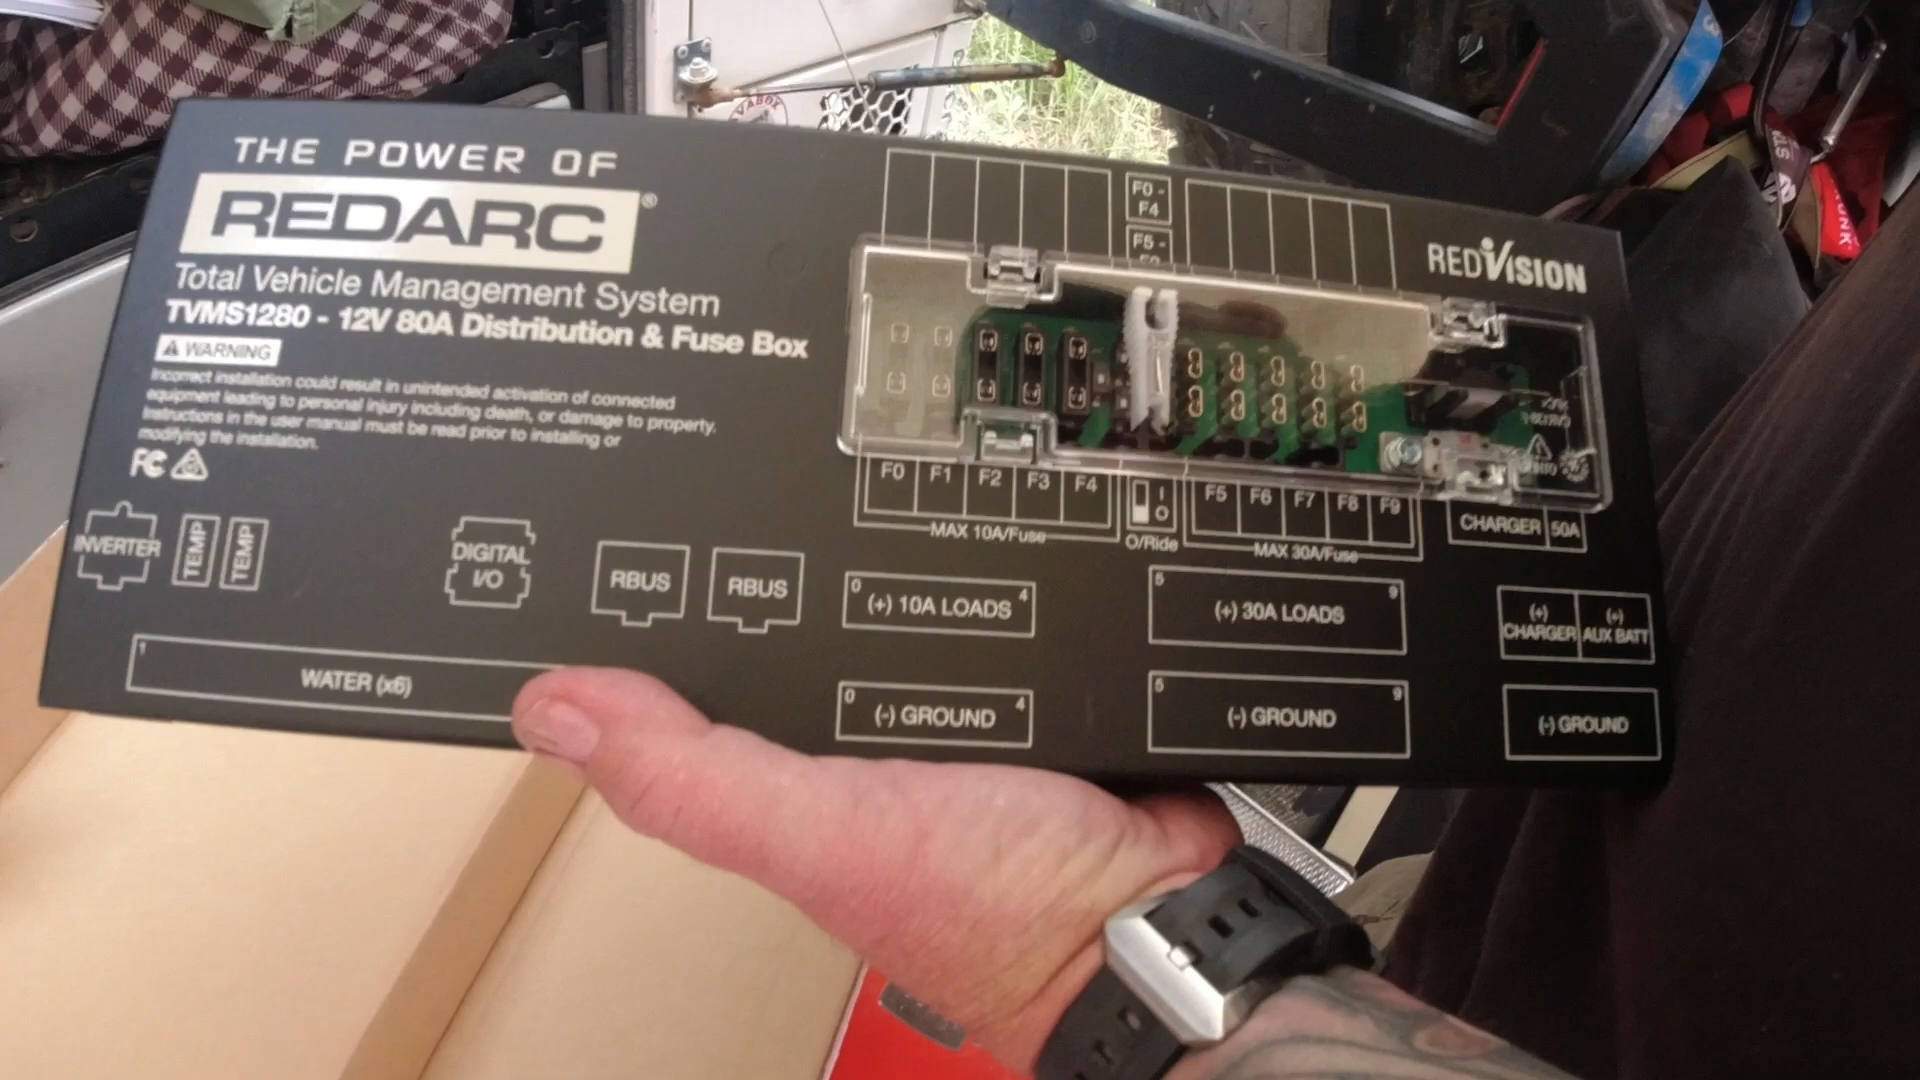 THE POWER OF
REDARC®
Total Vehicle Management System
TVMS1280 - 12V 80A Distribution & Fuse Box
WARNING
Incorrect installation could result in unintended activation of connected
equipment leading to personal injury including death, or damage to property.
Instructions in the user manual must be read prior to installing or
modifying the installation.
FC
INVERTER
TEMP
TEMP
DIGITAL
I/O
RBUS
RBUS
1
WATER (x6)
F0 -
F4
F5 -
REDVISION
F0 F1 F2 F3 F4
MAX 10A/Fuse
I
O
O/Ride
F5 F6 F7 F8 F9
MAX 30A/Fuse
CHARGER 50A
0 (+) 10A LOADS 4
5 (+) 30A LOADS 9
(+)
CHARGER
(+)
AUX BATT
0 (-) GROUND 4
5 (-) GROUND 9
(-) GROUND